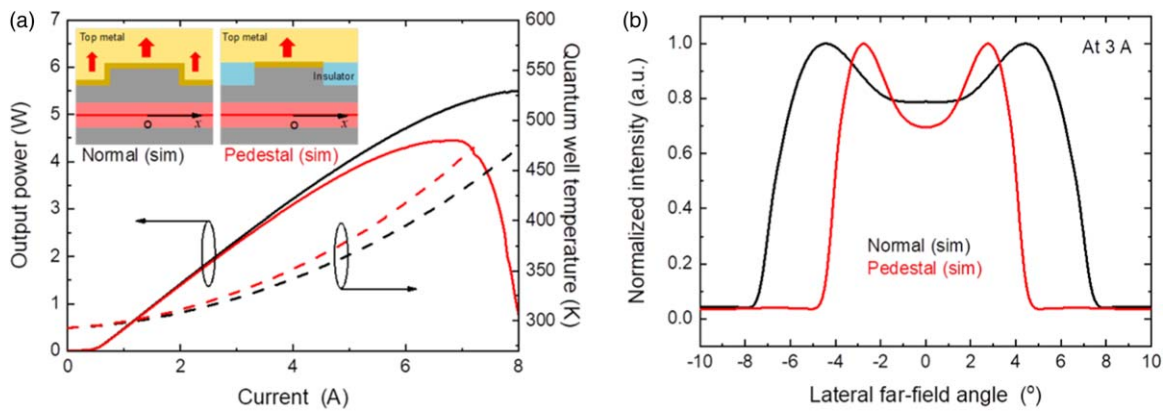 (a)
Output power (W)
7
6
5
4
3
2
1
0
Top metal
Top metal
Insulator
O
x
O
x
Normal (sim)
Pedestal (sim)
0
2
4
6
8
Current (A)
600
550
500
450
400
350
300
Quantum well temperature (K)
(b)
Normalized intensity (a.u.)
1.0
0.8
0.6
0.4
0.2
0.0
At 3 A
Normal (sim)
Pedestal (sim)
-10
-8
-6
-4
-2
0
2
4
6
8
10
Lateral far-field angle (°)